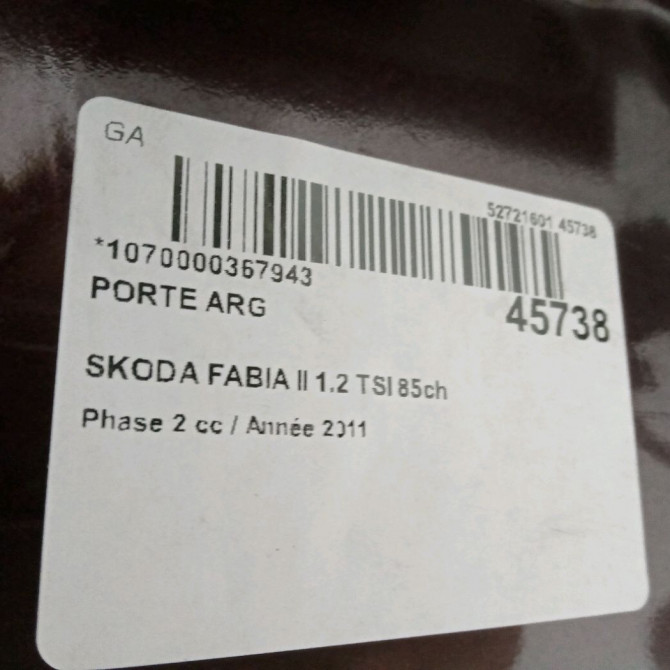 GA
52721601 45738
*1070000367943
45738
PORTE ARG
SKODA FABIA II 1.2 TSI 85ch
Phase 2 cc / Année 2011